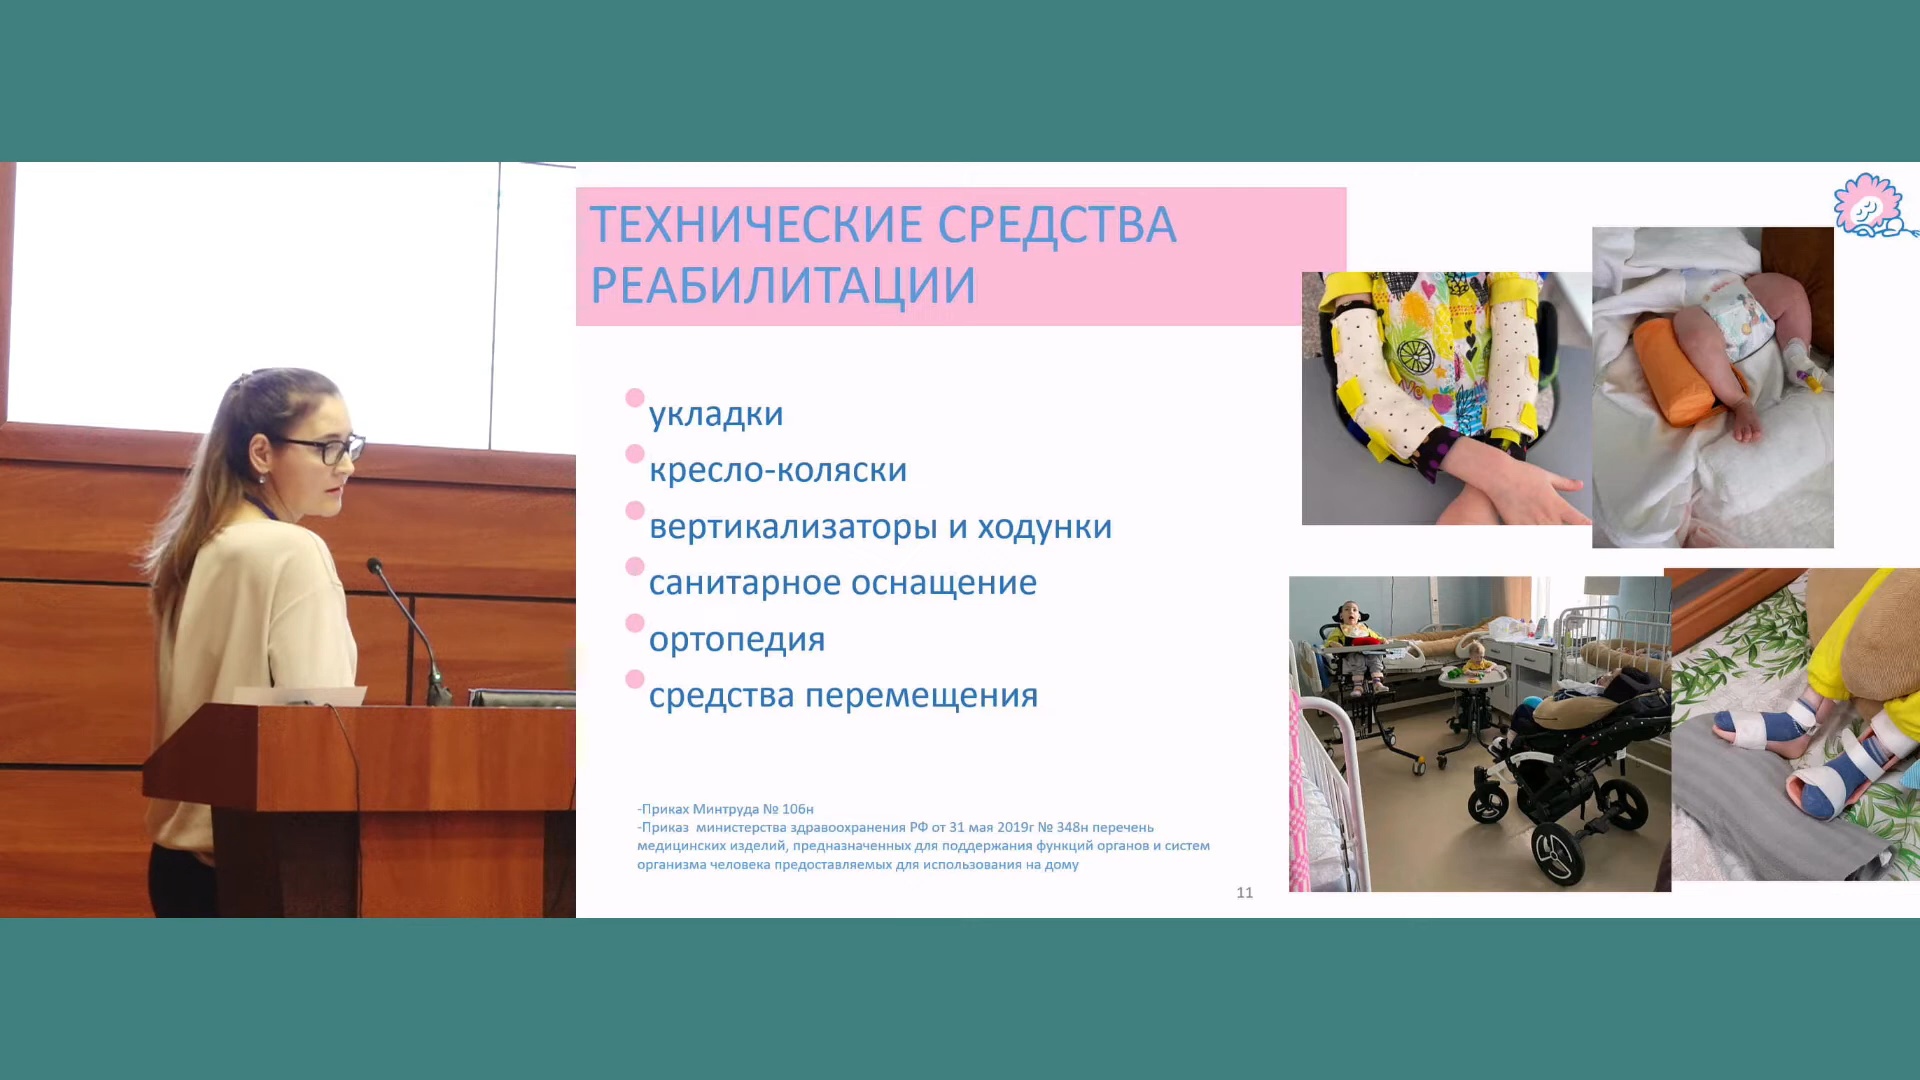 ТЕХНИЧЕСКИЕ СРЕДСТВА
РЕАБИЛИТАЦИИ
укладки
кресло-коляски
вертикализаторы и ходунки
санитарное оснащение
ортопедия
средства перемещения
-Приках Минтруда № 106н
-Приказ министерства здравоохранения РФ от 31 мая 2019г № 348н перечень
медицинских изделий, предназначенных для поддержания функций органов и систем
организма человека предоставляемых для использования на дому
11